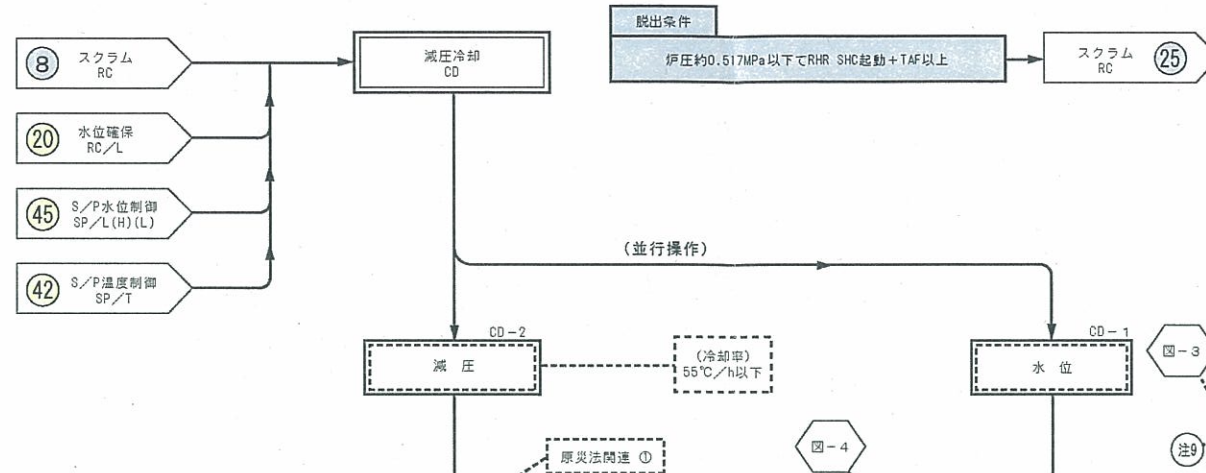 脱出条件
炉圧約0.517MPa以下でRHR SHC起動+TAF以上
スクラム
RC
25
8
スクラム
RC
減圧冷却
CD
20
水位確保
RC/L
45
S/P水位制御
SP/L(H)(L)
42
S/P温度制御
SP/T
(並行操作)
CD-2
減 圧
(冷却率)
55℃/h以下
CD-1
水 位
図-3
原災法関連 ①
図-4
注9